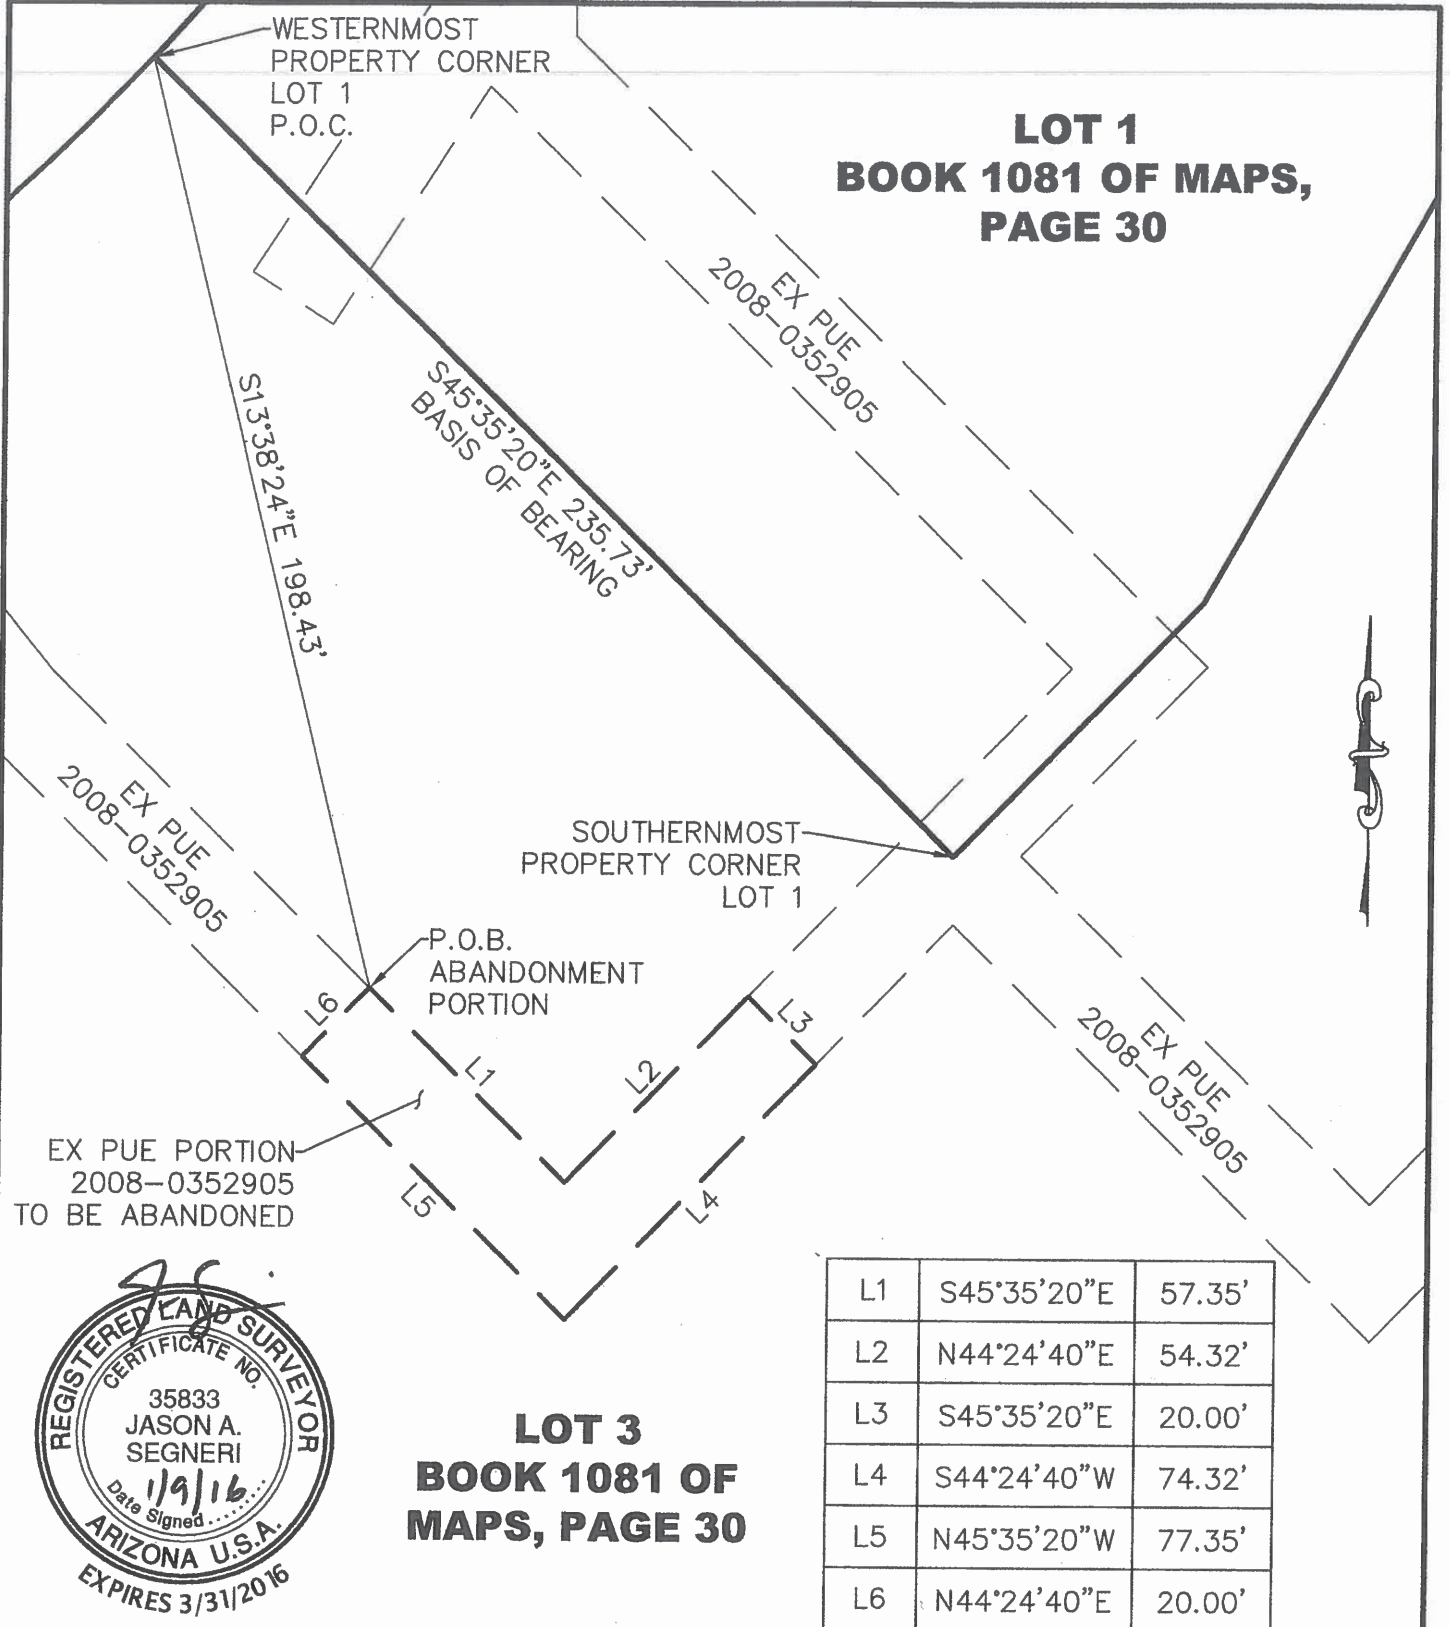 WESTERNMOST
PROPERTY CORNER
LOT 1
P.O.C.
LOT 1
BOOK 1081 OF MAPS,
PAGE 30
EX PUE
2008-0352905
S45°35'20"E 235.73'
BASIS OF BEARING
S13°38'24"E 198.43'
EX PUE
2008-0352905
SOUTHERNMOST
PROPERTY CORNER
LOT 1
P.O.B.
ABANDONMENT
PORTION
L6
L1
L2
L3
L5
L4
EX PUE
2008-0352905
EX PUE PORTION
2008-0352905
TO BE ABANDONED
REGISTERED LAND SURVEYOR
CERTIFICATE NO.
35833
JASON A.
SEGNERI
1/9/16
Date Signed
ARIZONA U.S.A.
EXPIRES 3/31/2016
LOT 3
BOOK 1081 OF
MAPS, PAGE 30
L1 S45°35'20"E 57.35'
L2 N44°24'40"E 54.32'
L3 S45°35'20"E 20.00'
L4 S44°24'40"W 74.32'
L5 N45°35'20"W 77.35'
L6 N44°24'40"E 20.00'